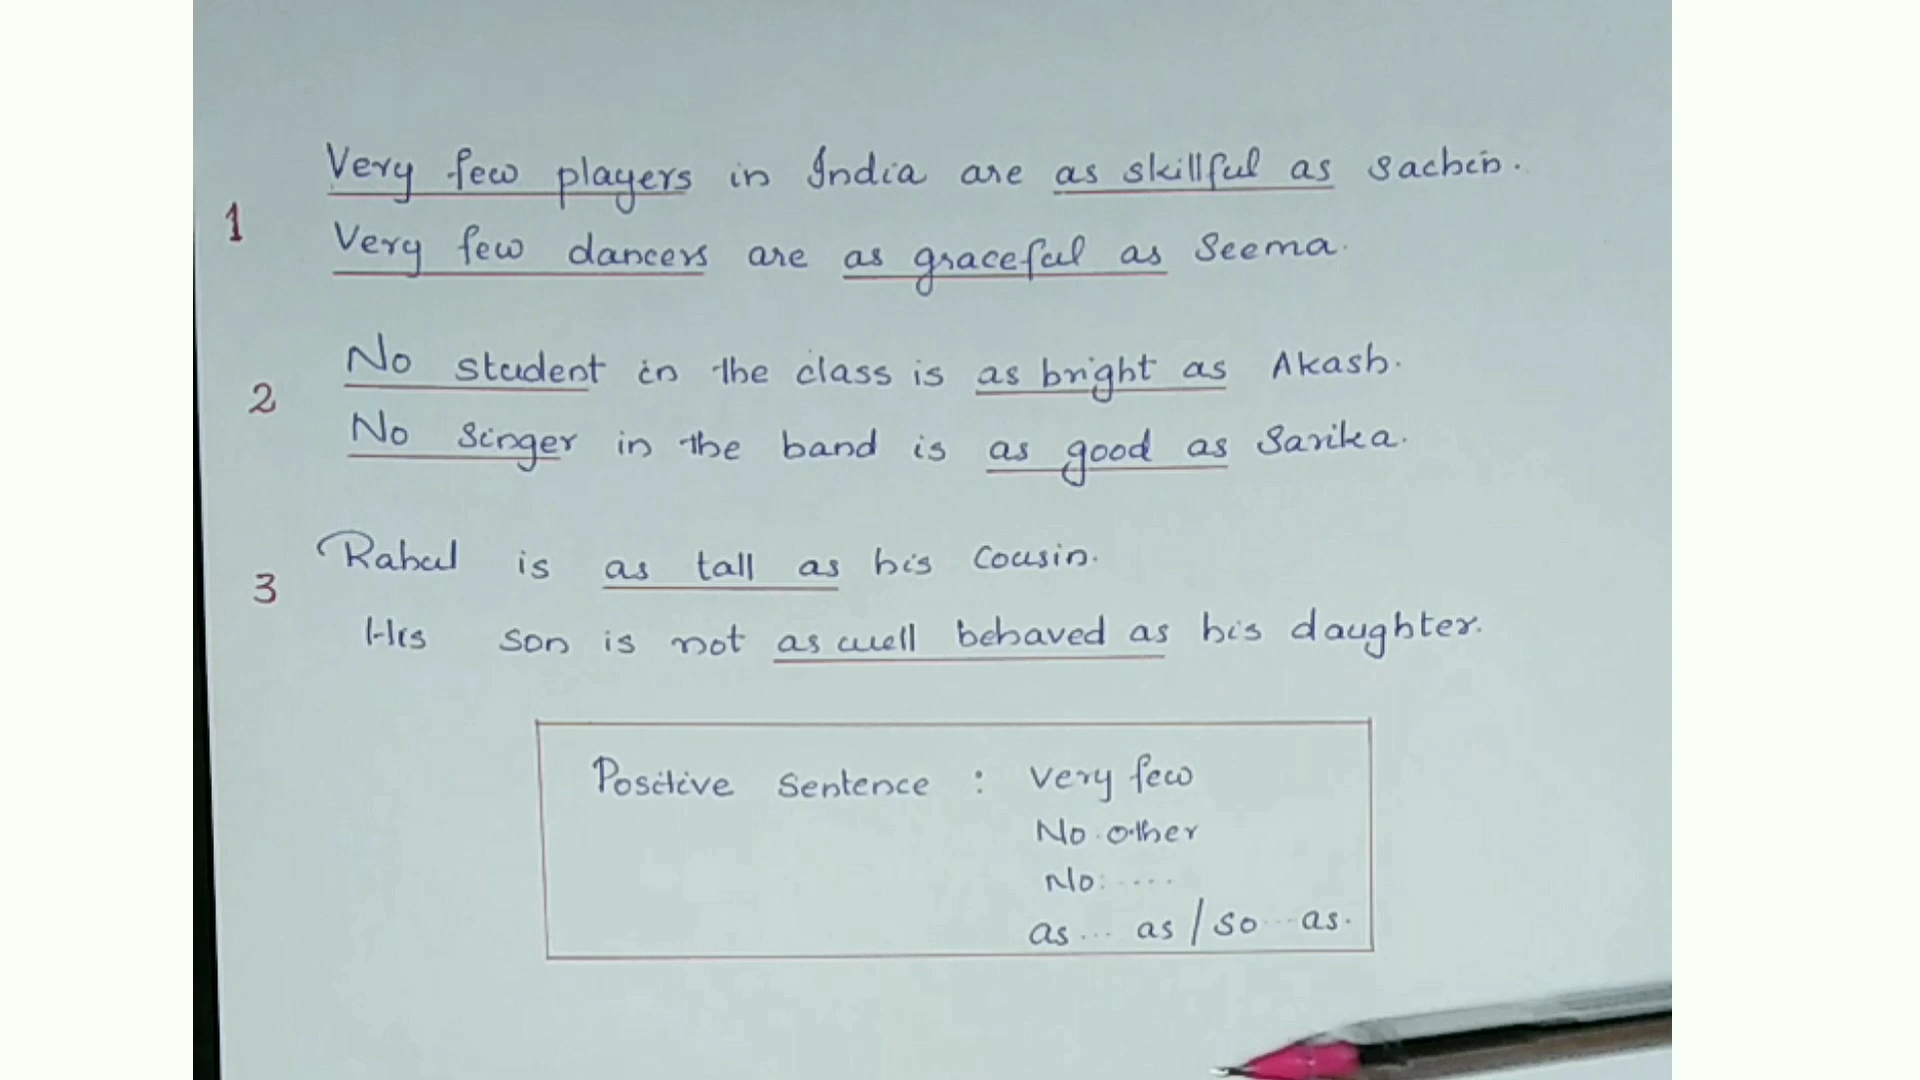 Very few players in India are as skillful as Sachin.
1
Very few dancers are as graceful as Seema.
No student in the class is as bright as Akash.
2
No singer in the band is as good as Sarika.
Rahul is as tall as his cousin.
3
His son is not as well behaved as his daughter.
Positive Sentence : Very few
No other
No: ....
as... as / so ... as.